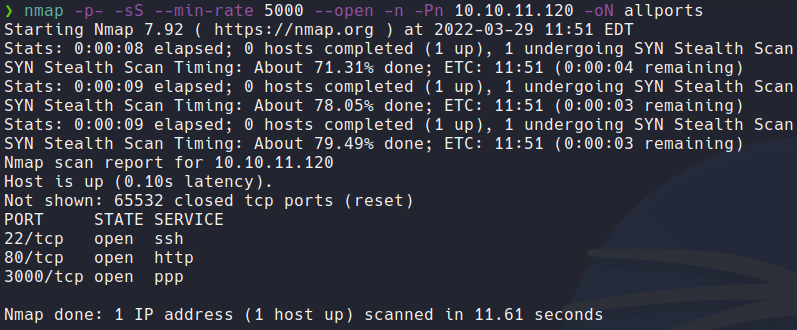 ❯ nmap -p- -sS --min-rate 5000 --open -n -Pn 10.10.11.120 -oN allports
Starting Nmap 7.92 ( https://nmap.org ) at 2022-03-29 11:51 EDT
Stats: 0:00:08 elapsed; 0 hosts completed (1 up), 1 undergoing SYN Stealth Scan
SYN Stealth Scan Timing: About 71.31% done; ETC: 11:51 (0:00:04 remaining)
Stats: 0:00:09 elapsed; 0 hosts completed (1 up), 1 undergoing SYN Stealth Scan
SYN Stealth Scan Timing: About 78.05% done; ETC: 11:51 (0:00:03 remaining)
Stats: 0:00:09 elapsed; 0 hosts completed (1 up), 1 undergoing SYN Stealth Scan
SYN Stealth Scan Timing: About 79.49% done; ETC: 11:51 (0:00:03 remaining)
Nmap scan report for 10.10.11.120
Host is up (0.10s latency).
Not shown: 65532 closed tcp ports (reset)
PORT     STATE SERVICE
22/tcp   open  ssh
80/tcp   open  http
3000/tcp open  ppp
Nmap done: 1 IP address (1 host up) scanned in 11.61 seconds